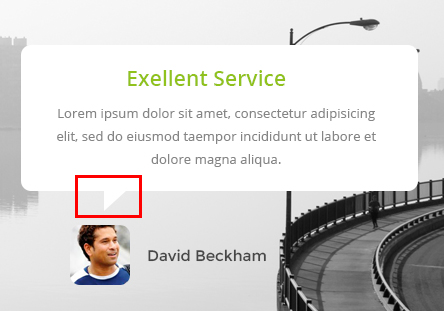 Exellent Service
Lorem ipsum dolor sit amet, consectetur adipisicing
elit, sed do eiusmod taempor incididunt ut labore et
dolore magna aliqua.
David Beckham